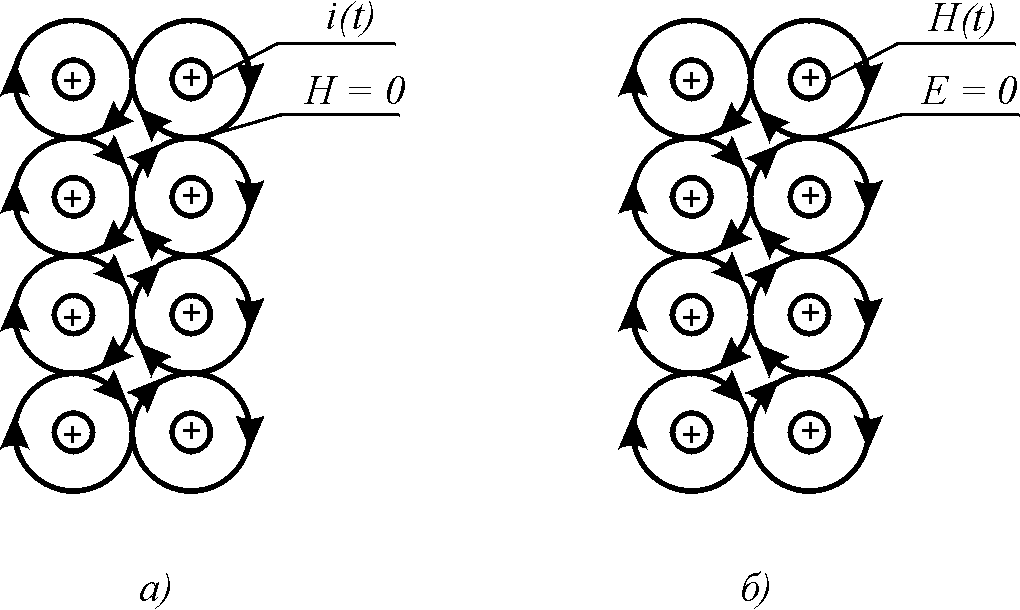 i(t)
H = 0
H(t)
E = 0
+ +
+ +
+ +
+ +
+ +
+ +
+ +
+ +
а)
б)